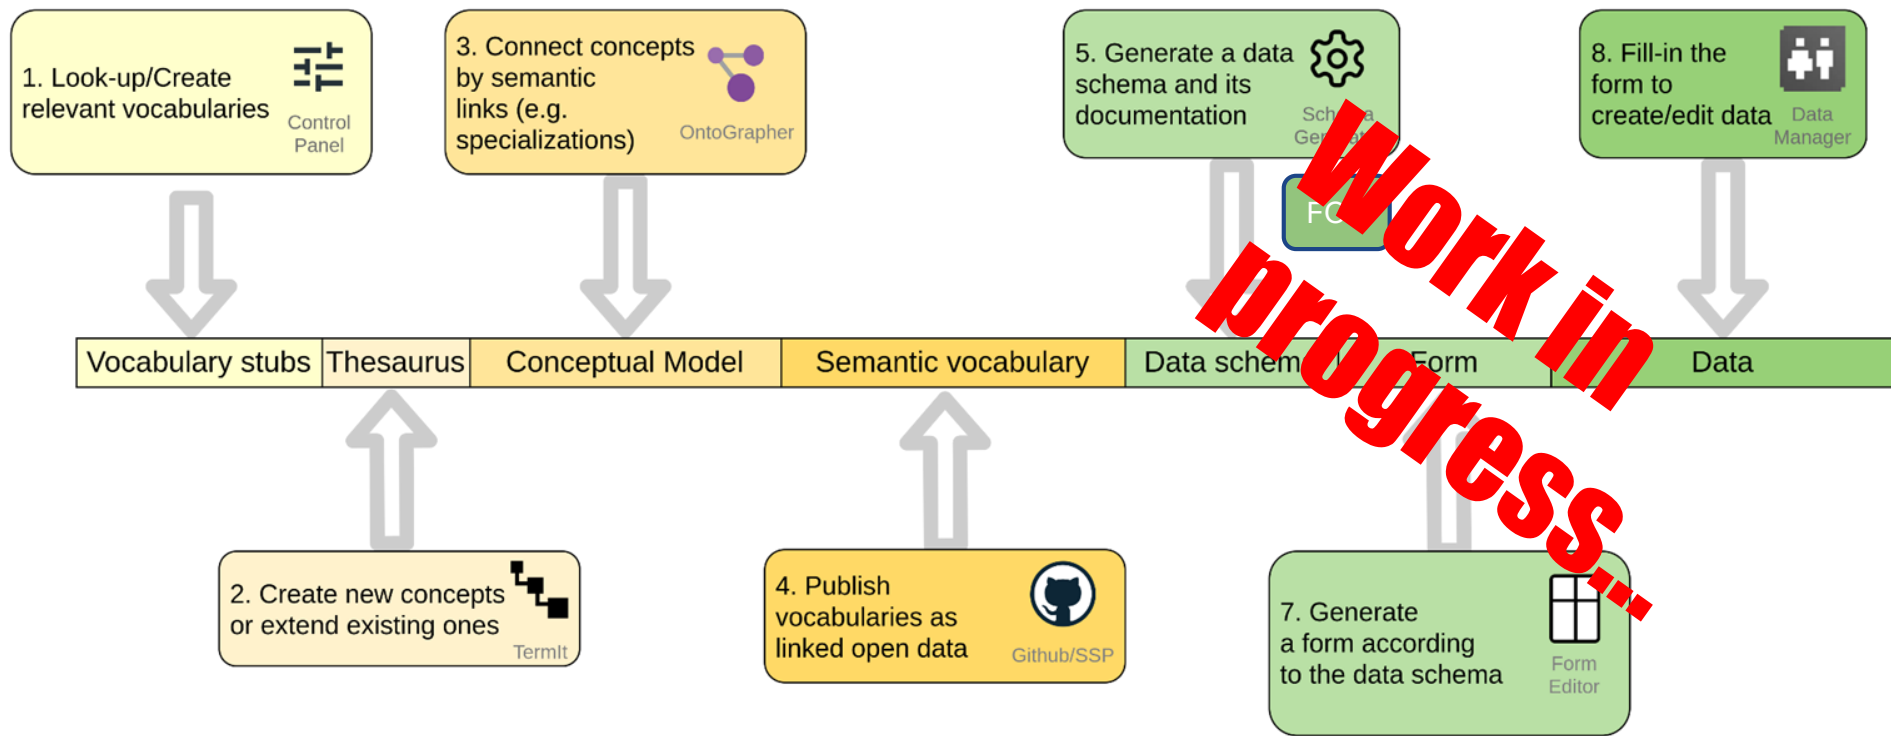 1. Look-up/Create
relevant vocabularies
Control
Panel
3. Connect concepts
by semantic
links (e.g.
specializations)
OntoGrapher
5. Generate a data
schema and its
documentation
8. Fill-in the
form to
create/edit data
Data
Manager
Work in
progress...
Vocabulary stubs
Thesaurus
Conceptual Model
Semantic vocabulary
Data schema
Form
Data
2. Create new concepts
or extend existing ones
TermIt
4. Publish
vocabularies as
linked open data
Github/SSP
7. Generate
a form according
to the data schema
Form
Editor